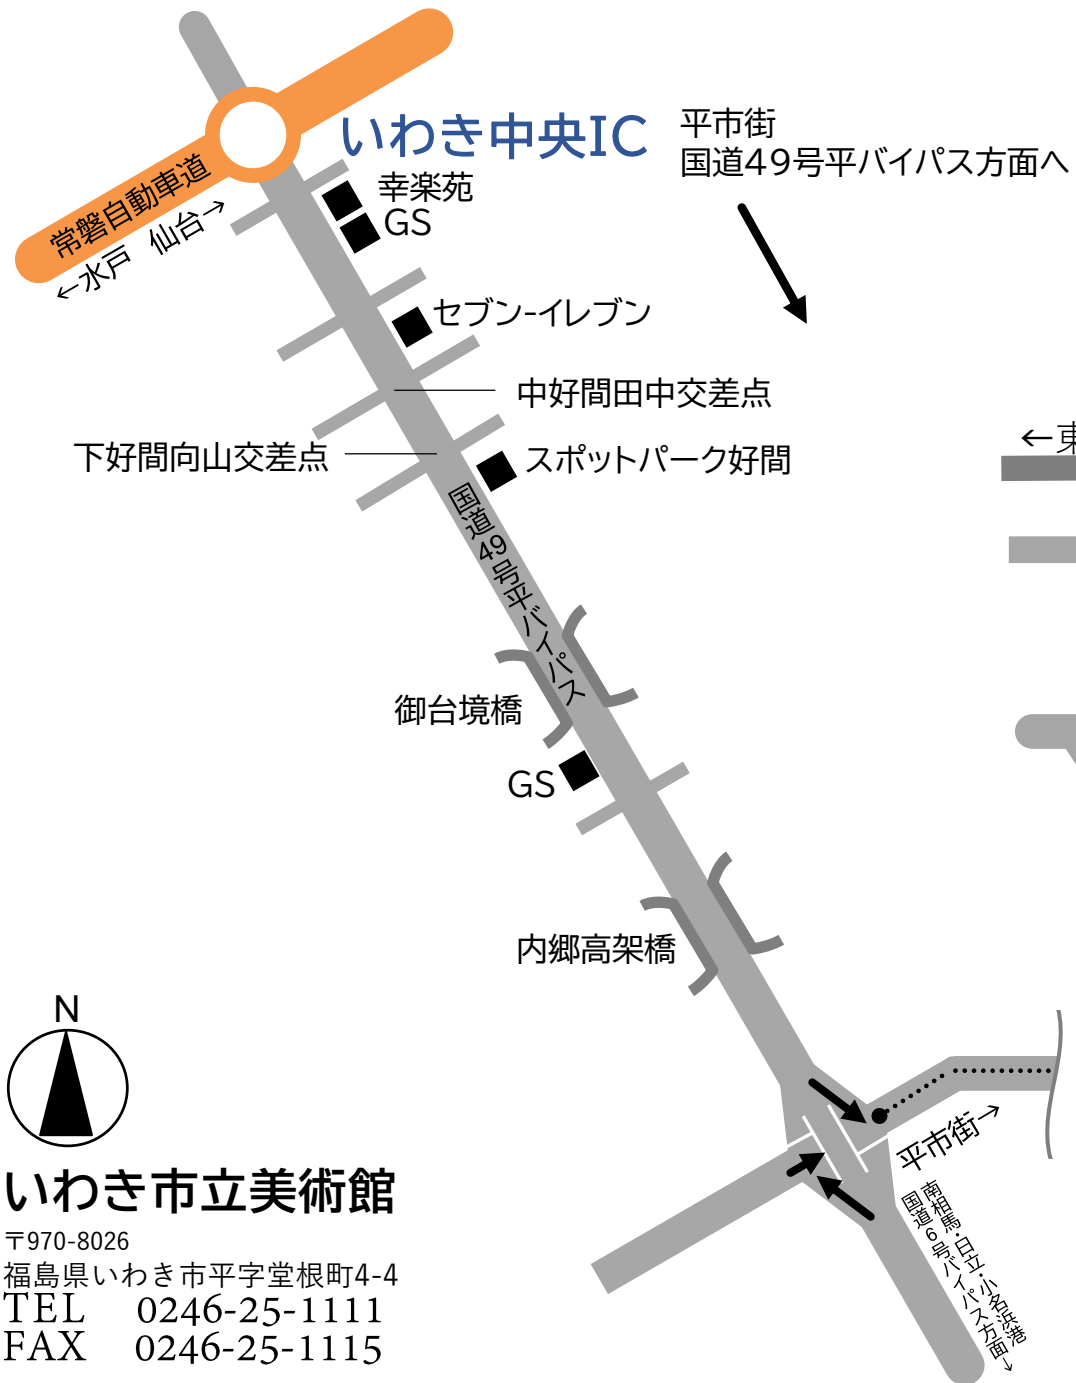 いわき中央IC
平市街
国道49号平バイパス方面へ
幸楽苑
GS
常磐自動車道
←水戸 仙台→
セブン-イレブン
中好間田中交差点
←東
下好間向山交差点
スポットパーク好間
国道49号平バイパス
御台境橋
GS
内郷高架橋
N
平市街→
南相馬・日立・小名浜港
国道6号バイパス方面→
いわき市立美術館
〒970-8026
福島県いわき市平字堂根町4-4
TEL 0246-25-1111
FAX 0246-25-1115